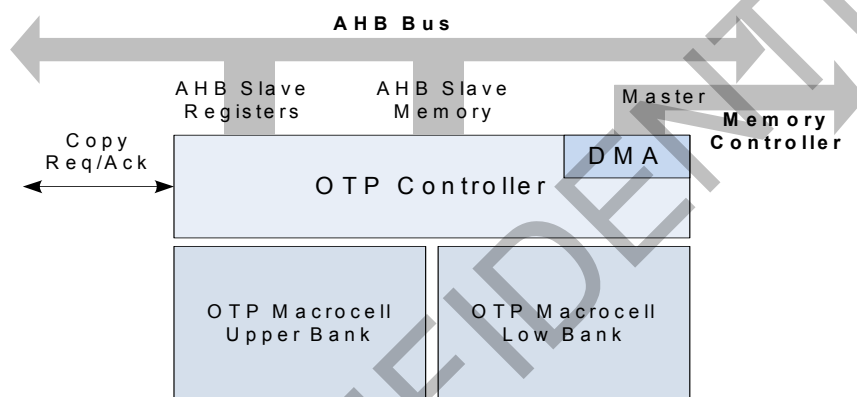 AHB Bus
AHB Slave
Registers
AHB Slave
Memory
Master
Memory
Controller
Copy
Req/Ack
DMA
OTP Controller
OTP Macrocell
Upper Bank
OTP Macrocell
Low Bank
FIDENTI